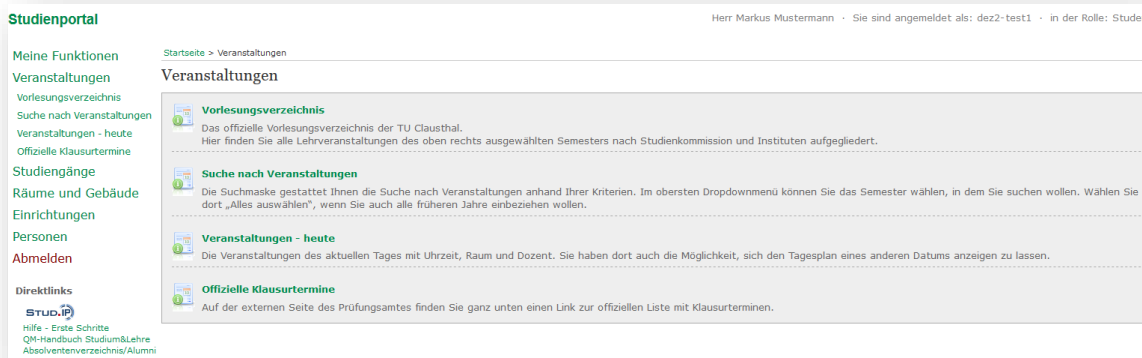 Studienportal
Herr Markus Mustermann · Sie sind angemeldet als: dez2-test1 · in der Rolle: Stude
Meine Funktionen
Veranstaltungen
Vorlesungsverzeichnis
Suche nach Veranstaltungen
Veranstaltungen - heute
Offizielle Klausurtermine
Studiengänge
Räume und Gebäude
Einrichtungen
Personen
Abmelden
Direktlinks
STUD.IP
Hilfe - Erste Schritte
QM-Handbuch Studium&Lehre
Absolventenverzeichnis/Alumni
Startseite > Veranstaltungen
Veranstaltungen
Vorlesungsverzeichnis
Das offizielle Vorlesungsverzeichnis der TU Clausthal.
Hier finden Sie alle Lehrveranstaltungen des oben rechts ausgewählten Semesters nach Studienkommission und Instituten aufgegliedert.
Suche nach Veranstaltungen
Die Suchmaske gestattet Ihnen die Suche nach Veranstaltungen anhand Ihrer Kriterien. Im obersten Dropdownmenü können Sie das Semester wählen, in dem Sie suchen wollen. Wählen Sie
dort „Alles auswählen“, wenn Sie auch alle früheren Jahre einbeziehen wollen.
Veranstaltungen - heute
Die Veranstaltungen des aktuellen Tages mit Uhrzeit, Raum und Dozent. Sie haben dort auch die Möglichkeit, sich den Tagesplan eines anderen Datums anzeigen zu lassen.
Offizielle Klausurtermine
Auf der externen Seite des Prüfungsamtes finden Sie ganz unten einen Link zur offiziellen Liste mit Klausurterminen.